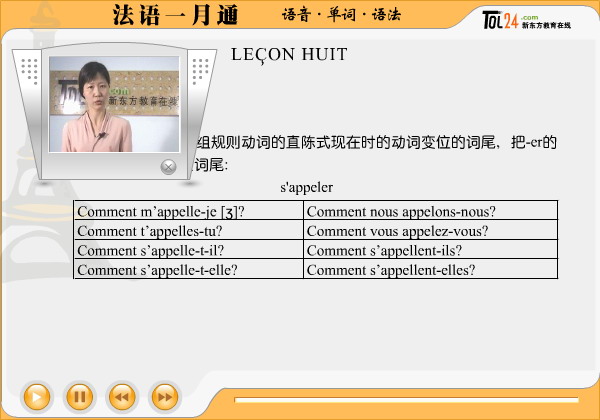 法语一月通 语音·单词·语法
TOL24.com
新东方教育在线
LEÇON HUIT
新东方教育在线
组规则动词的直陈式现在时的动词变位的词尾，把-er的
词尾：
s'appeler
Comment m’appelle-je [ʒ]? Comment nous appelons-nous?
Comment t’appelles-tu? Comment vous appelez-vous?
Comment s’appelle-t-il? Comment s’appellent-ils?
Comment s’appelle-t-elle? Comment s’appellent-elles?